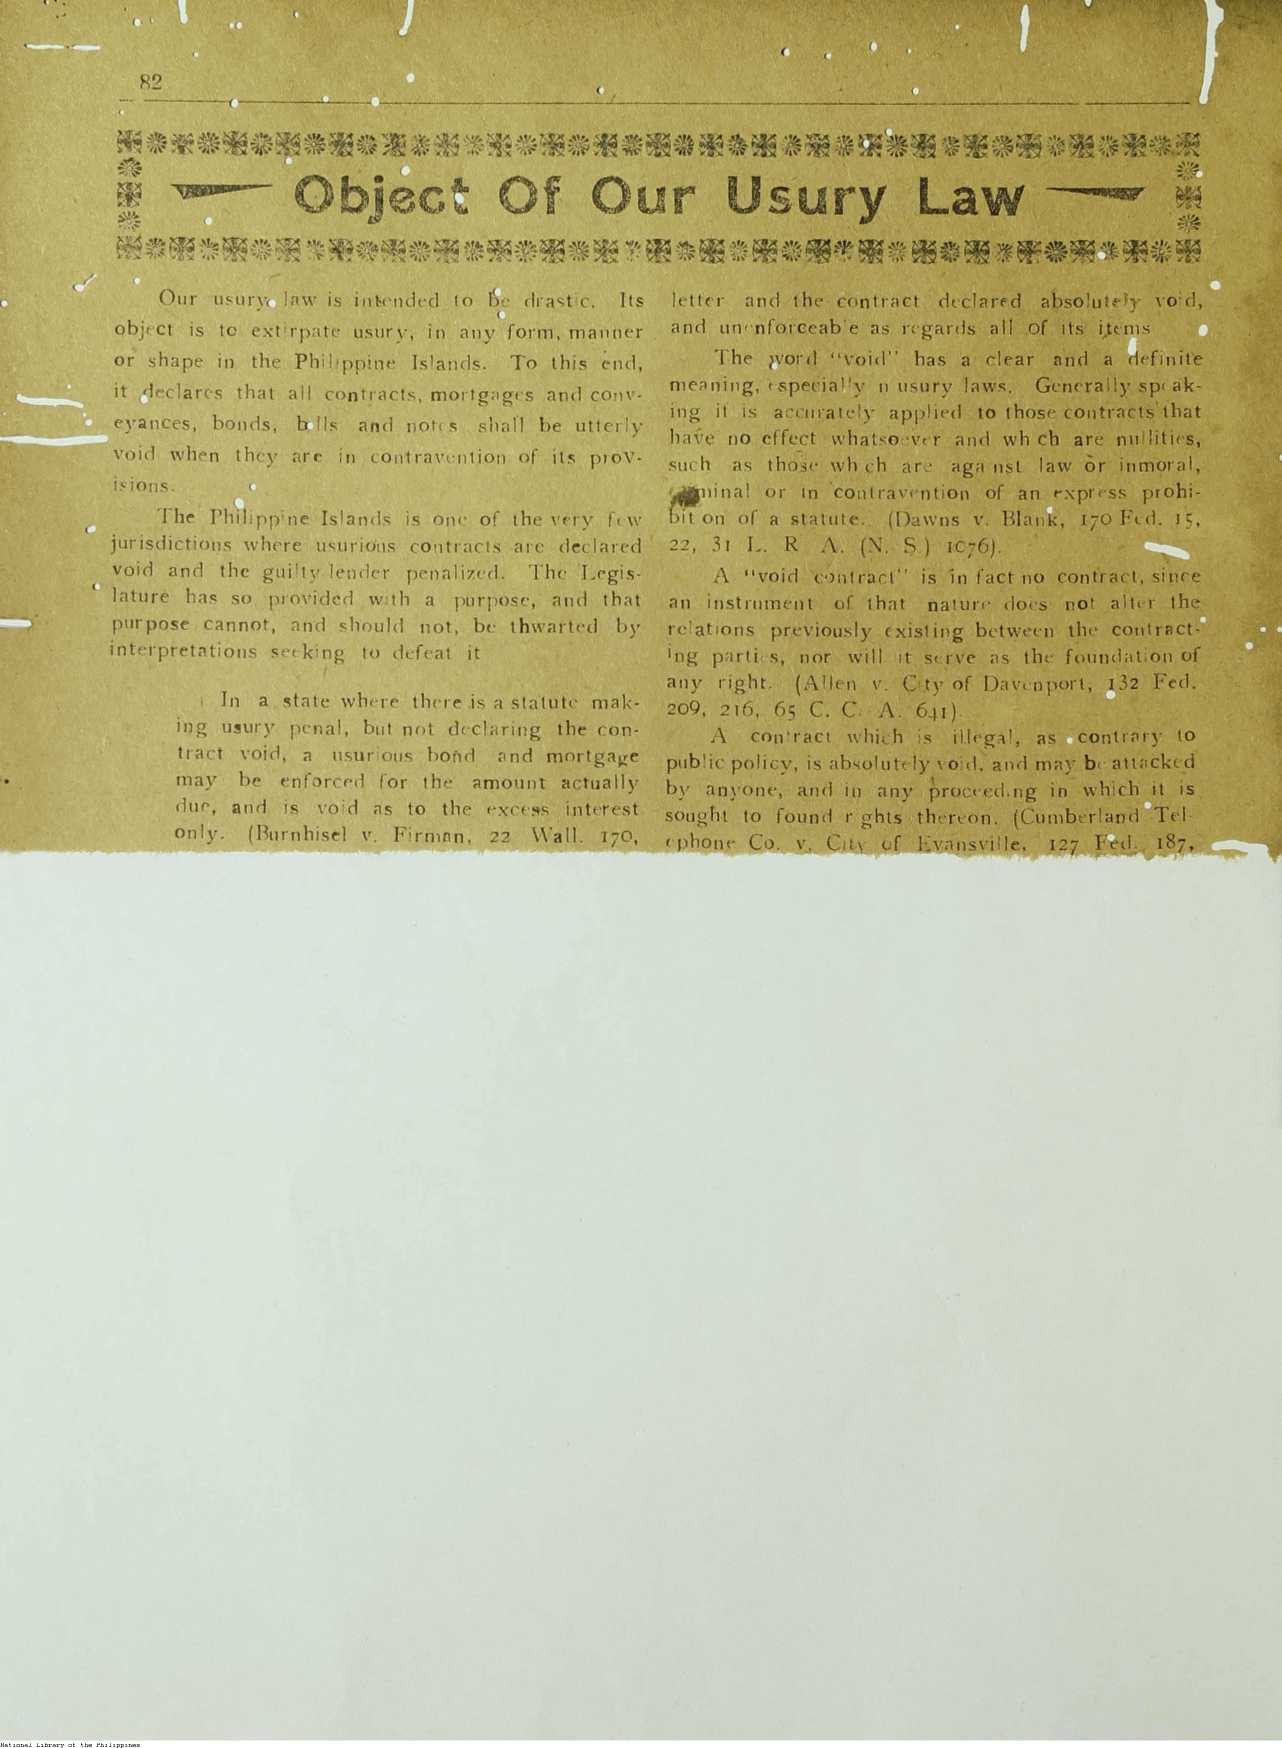 82
Object Of Our Usury Law
Our usury law is intended to be drastic. Its
object is to extirpate usury, in any form, manner
or shape in the Philippine Islands. To this end,
it declares that all contracts, mortgages and conv-
eyances, bonds, bills and notes shall be utterly
void when they are in contravention of its prov-
isions.
The Philippine Islands is one of the very few
jurisdictions where usurious contracts are declared
void and the guilty lender penalized. The Legis-
lature has so provided with a purpose, and that
purpose cannot, and should not, be thwarted by
interpretations seeking to defeat it
In a state where there is a statute mak-
ing usury penal, but not declaring the con-
tract void, a usurious bond and mortgage
may be enforced for the amount actually
due, and is void as to the excess interest
only. (Burnhisel v. Firman, 22 Wall. 170,
letter and the contract declared absolutely void,
and unenforceable as regards all of its items
The word "void" has a clear and a definite
meaning, especially in usury laws. Generally speak-
ing it is accurately applied to those contracts that
have no effect whatsoever and which are nullities,
such as those which are against law or inmoral,
criminal or in contravention of an express prohi-
bition of a statute. (Dawns v. Blank, 170 Fed. 15,
22, 31 L. R. A. (N. S.) 1076).
A "void contract" is in fact no contract, since
an instrument of that nature does not alter the
relations previously existing between the contract-
ing parties, nor will it serve as the foundation of
any right. (Allen v. City of Davenport, 132 Fed.
209, 216, 65 C. C. A. 641).
A contract which is illegal, as contrary to
public policy, is absolutely void, and may be attacked
by anyone, and in any proceeding in which it is
sought to found rights thereon. (Cumberland Tel-
ephone Co. v. City of Evansville, 127 Fed. 187,
National Library of the Philippines